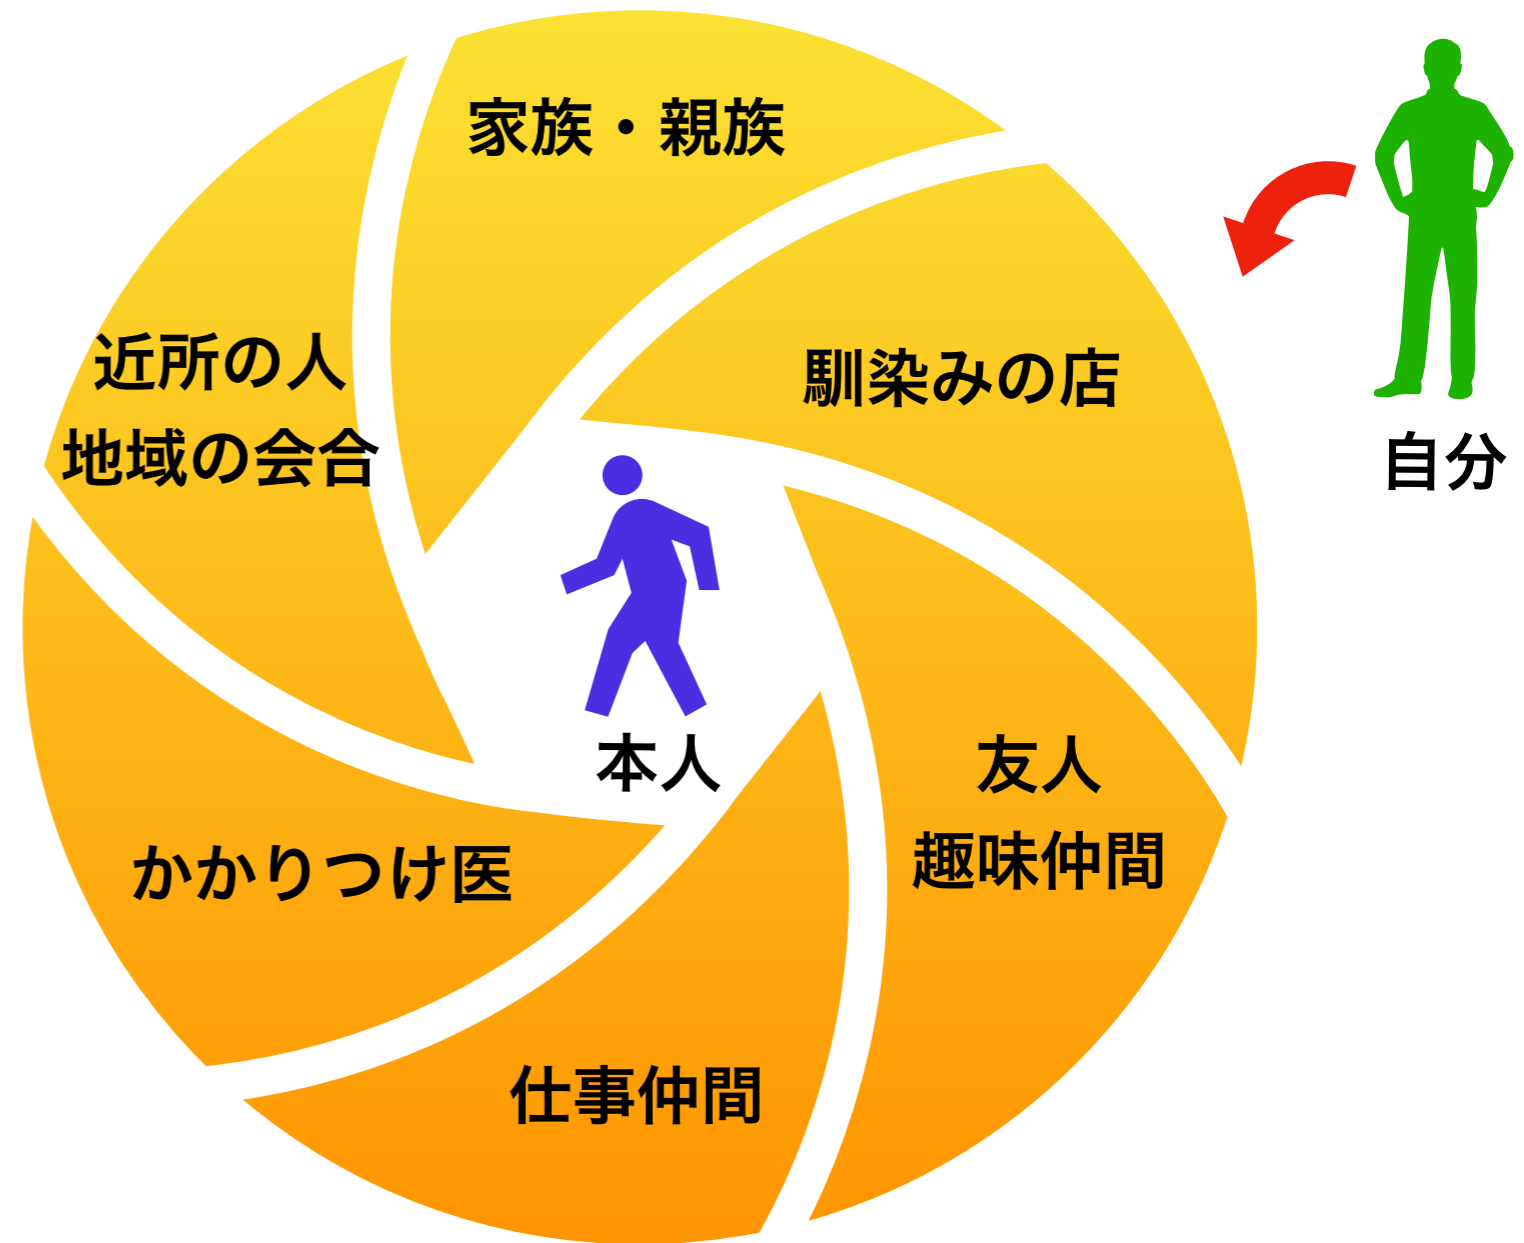 家族・親族
近所の人
地域の会合
馴染みの店
自分
本人
友人
趣味仲間
かかりつけ医
仕事仲間